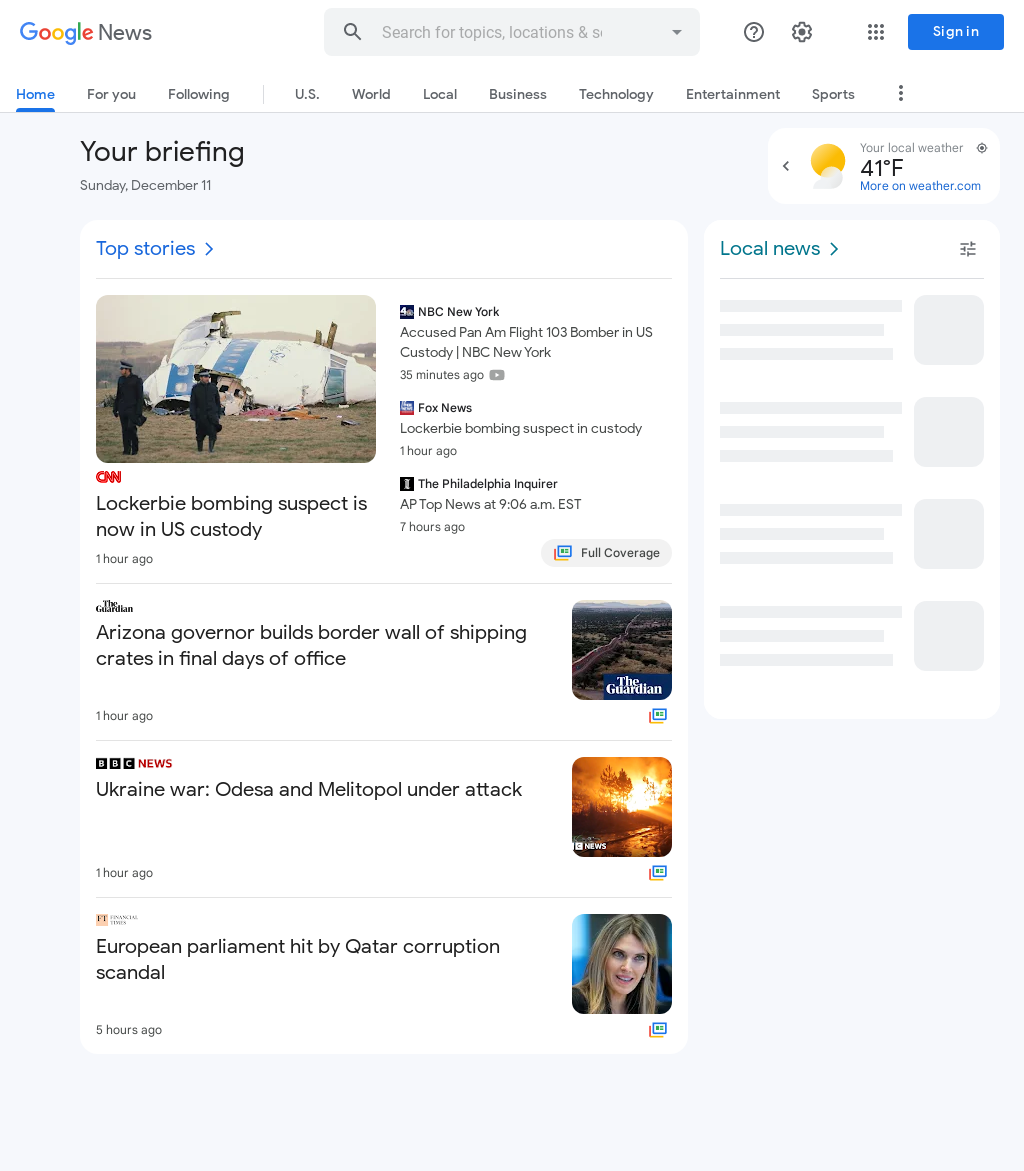 Google News
Search for topics, locations & so
Sign in
Home
For you
Following
U.S.
World
Local
Business
Technology
Entertainment
Sports
Your briefing
Sunday, December 11
Your local weather
41°F
More on weather.com
Top stories
CNN
Lockerbie bombing suspect is
now in US custody
1 hour ago
NBC New York
Accused Pan Am Flight 103 Bomber in US
Custody | NBC New York
35 minutes ago
Fox News
Lockerbie bombing suspect in custody
1 hour ago
The Philadelphia Inquirer
AP Top News at 9:06 a.m. EST
7 hours ago
Full Coverage
The
Guardian
Arizona governor builds border wall of shipping
crates in final days of office
1 hour ago
The
Guardian
BBC NEWS
Ukraine war: Odesa and Melitopol under attack
1 hour ago
BBC NEWS
FT FINANCIAL
TIMES
European parliament hit by Qatar corruption
scandal
5 hours ago
Local news